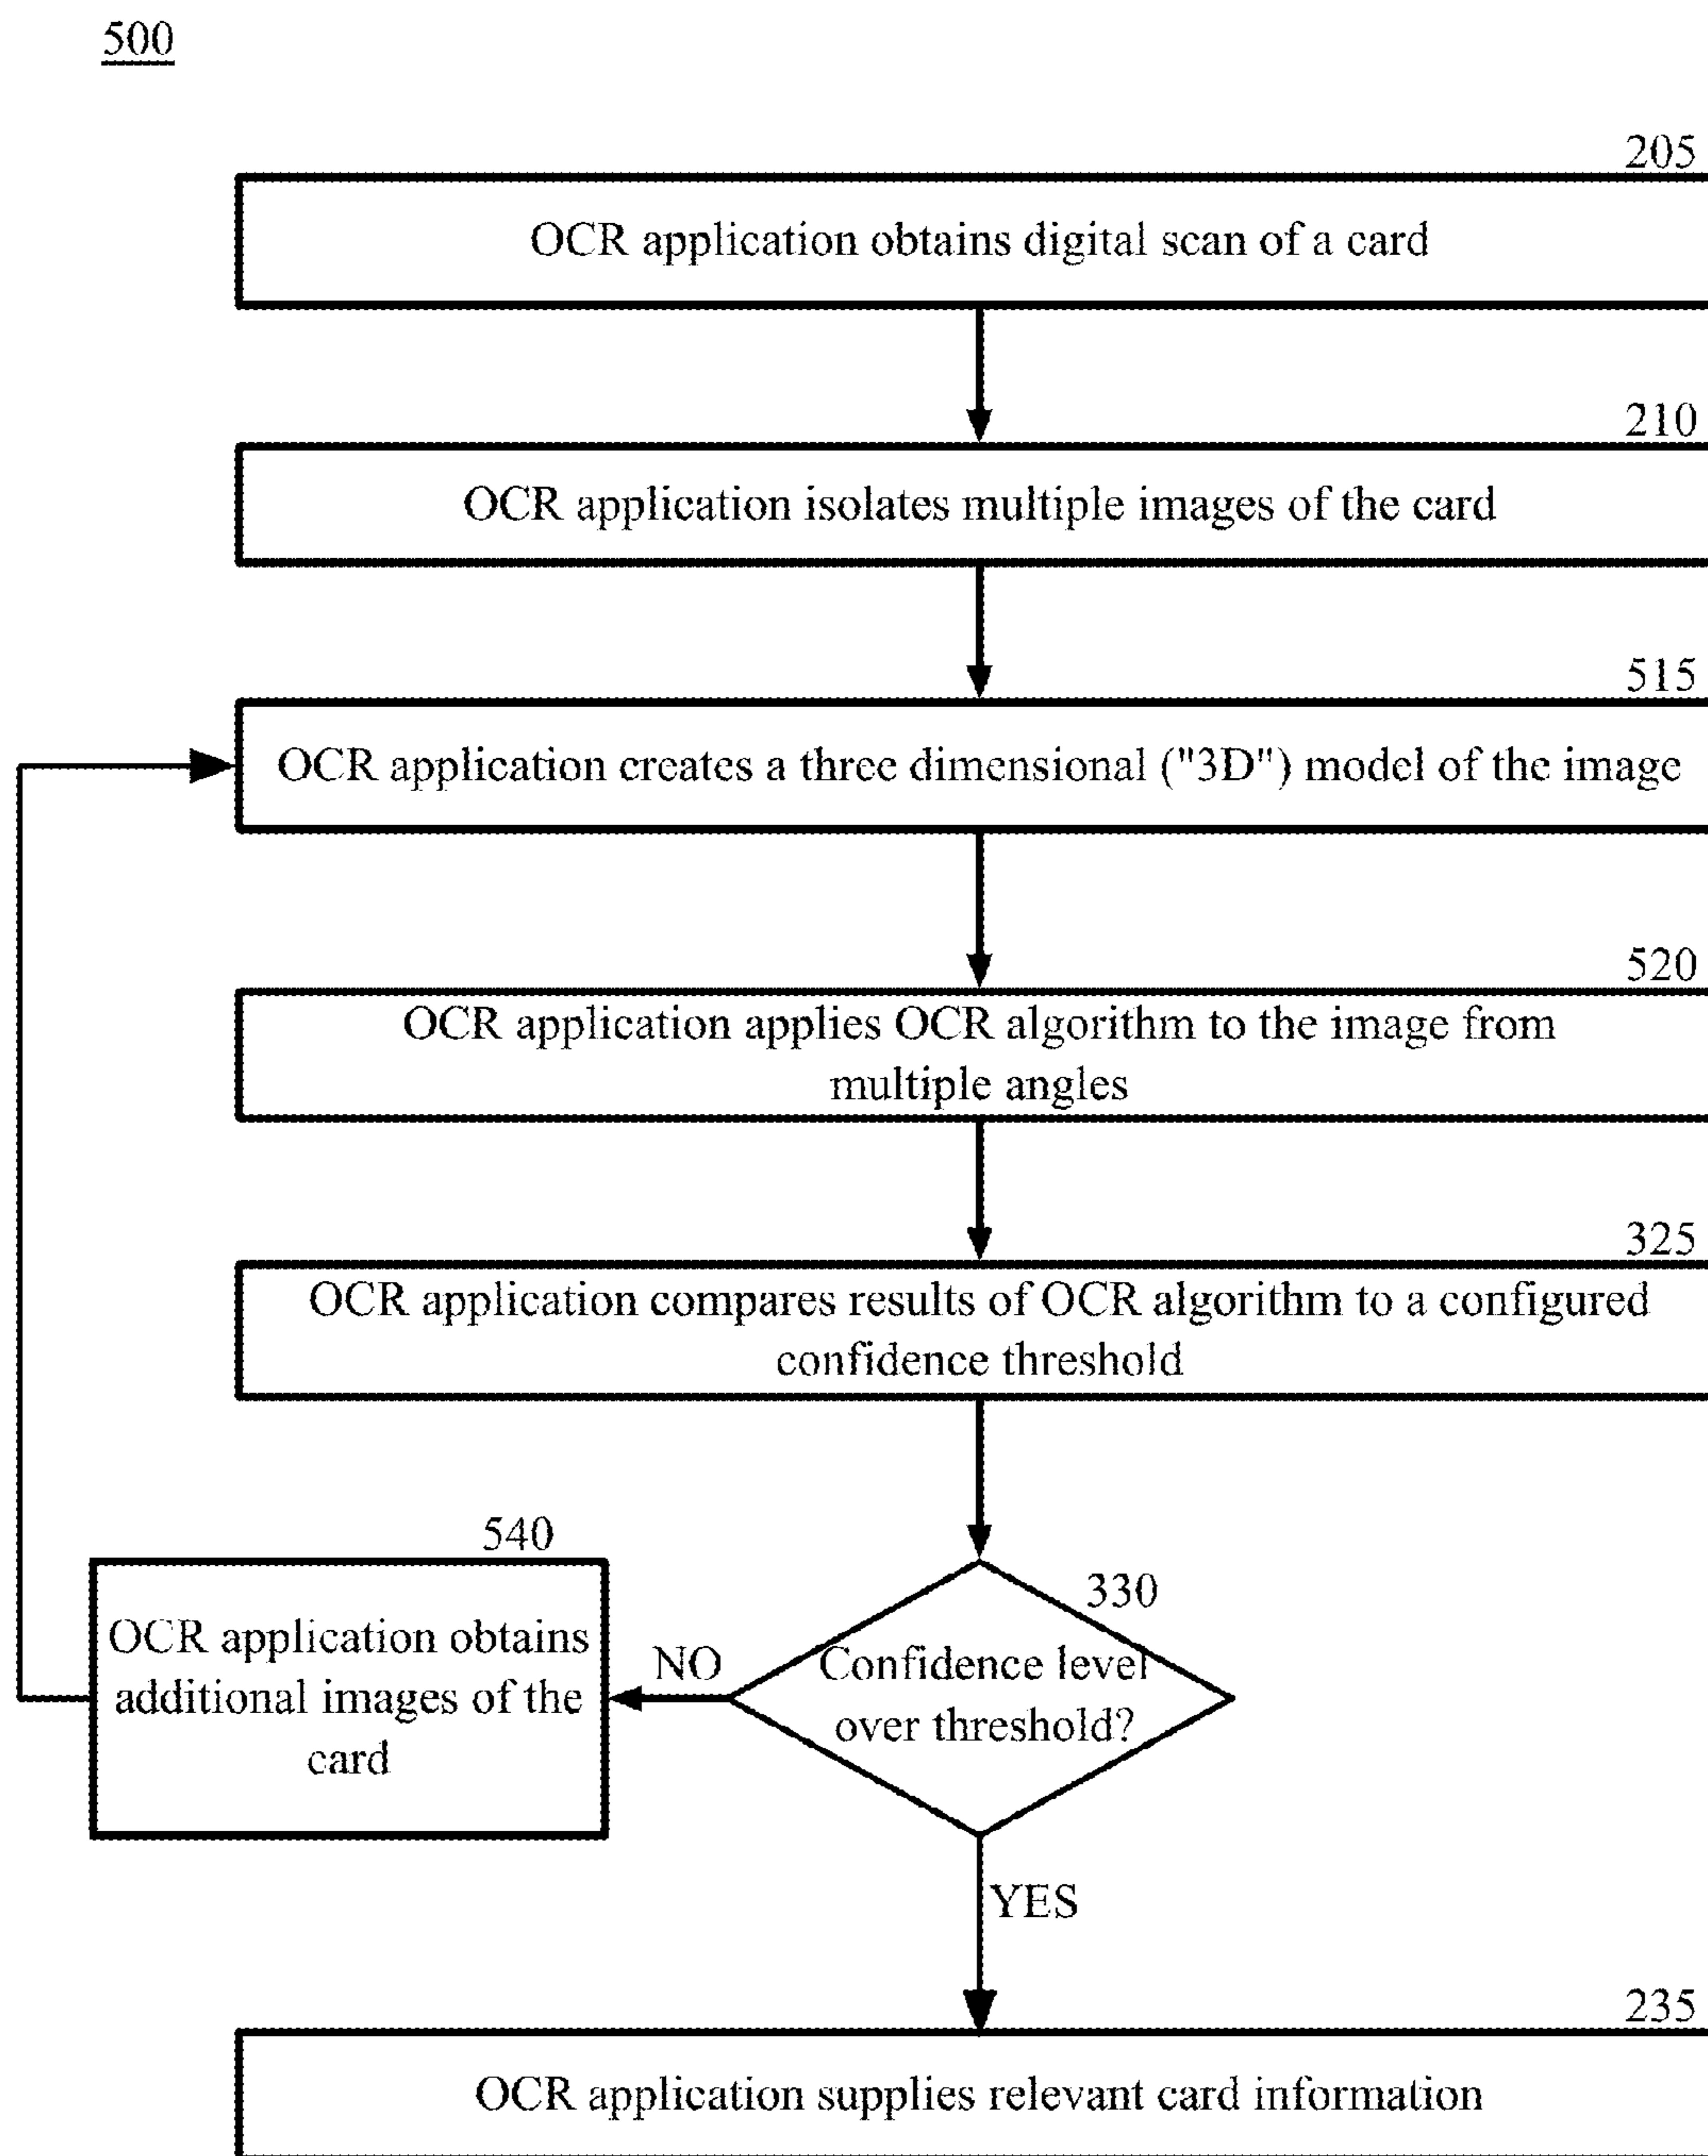 500
205
OCR application obtains digital scan of a card
210
OCR application isolates multiple images of the card
515
OCR application creates a three dimensional ("3D") model of the image
520
OCR application applies OCR algorithm to the image from
multiple angles
325
OCR application compares results of OCR algorithm to a configured
confidence threshold
540
330
OCR application obtains
additional images of the
card
NO
Confidence level
over threshold?
YES
235
OCR application supplies relevant card information